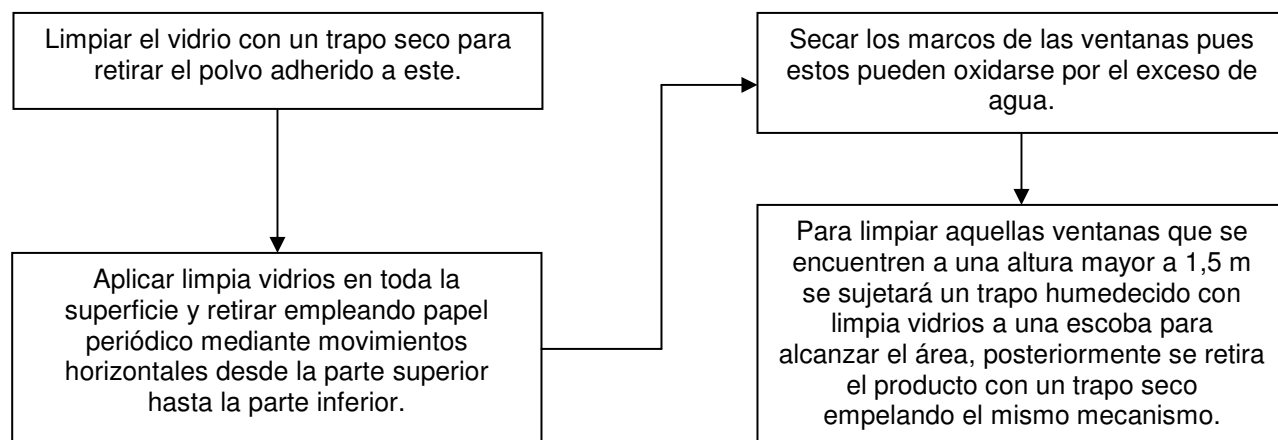 Limpiar el vidrio con un trapo seco para
retirar el polvo adherido a este.
Aplicar limpia vidrios en toda la
superficie y retirar empleando papel
periódico mediante movimientos
horizontales desde la parte superior
hasta la parte inferior.
Secar los marcos de las ventanas pues
estos pueden oxidarse por el exceso de
agua.
Para limpiar aquellas ventanas que se
encuentren a una altura mayor a 1,5 m
se sujetará un trapo humedecido con
limpia vidrios a una escoba para
alcanzar el área, posteriormente se retira
el producto con un trapo seco
empelando el mismo mecanismo.